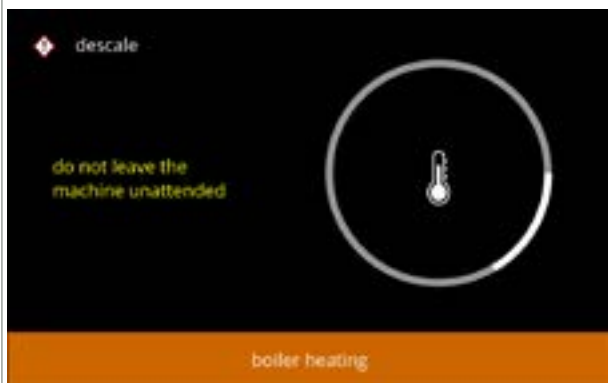 descale
do not leave the
machine unattended
boiler heating